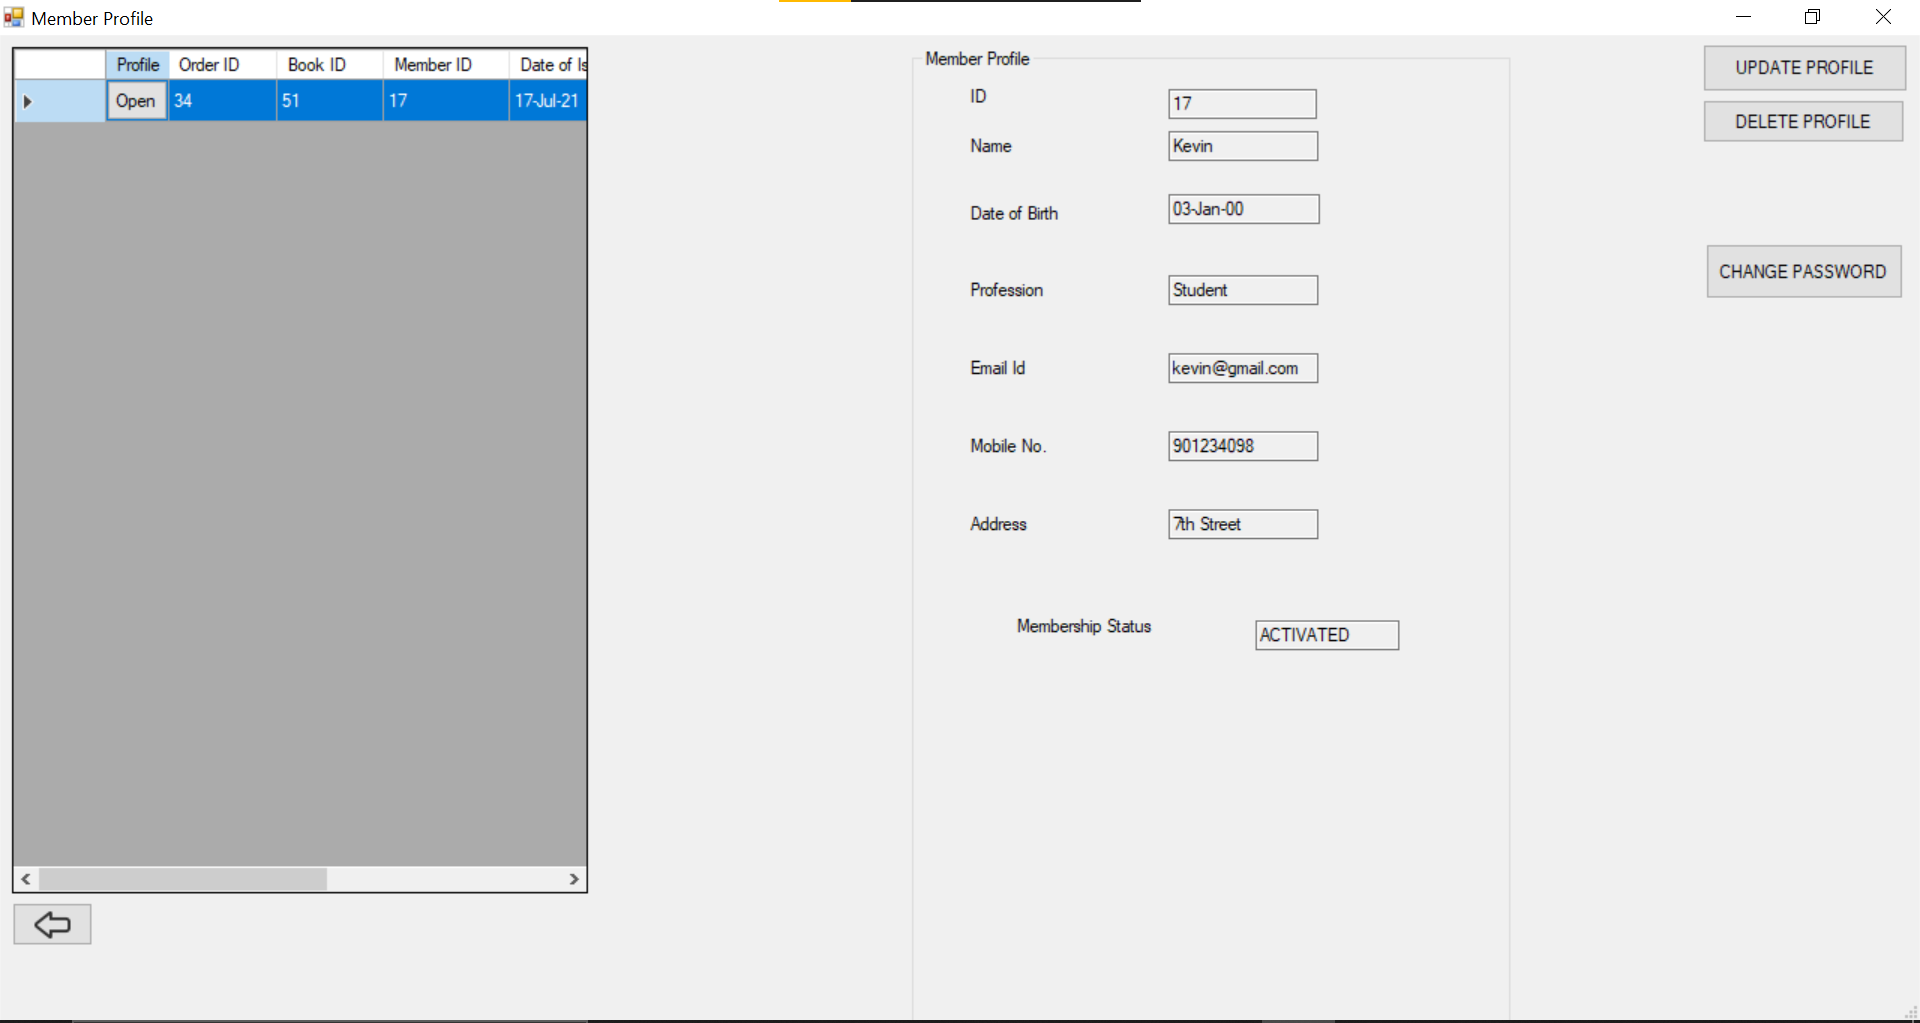 Member Profile
Profile Order ID Book ID Member ID Date of Is
Open 34 51 17 17-Jul-21
Member Profile
ID 17
Name Kevin
Date of Birth 03-Jan-00
Profession Student
Email Id kevin@gmail.com
Mobile No. 901234098
Address 7th Street
Membership Status ACTIVATED
UPDATE PROFILE
DELETE PROFILE
CHANGE PASSWORD